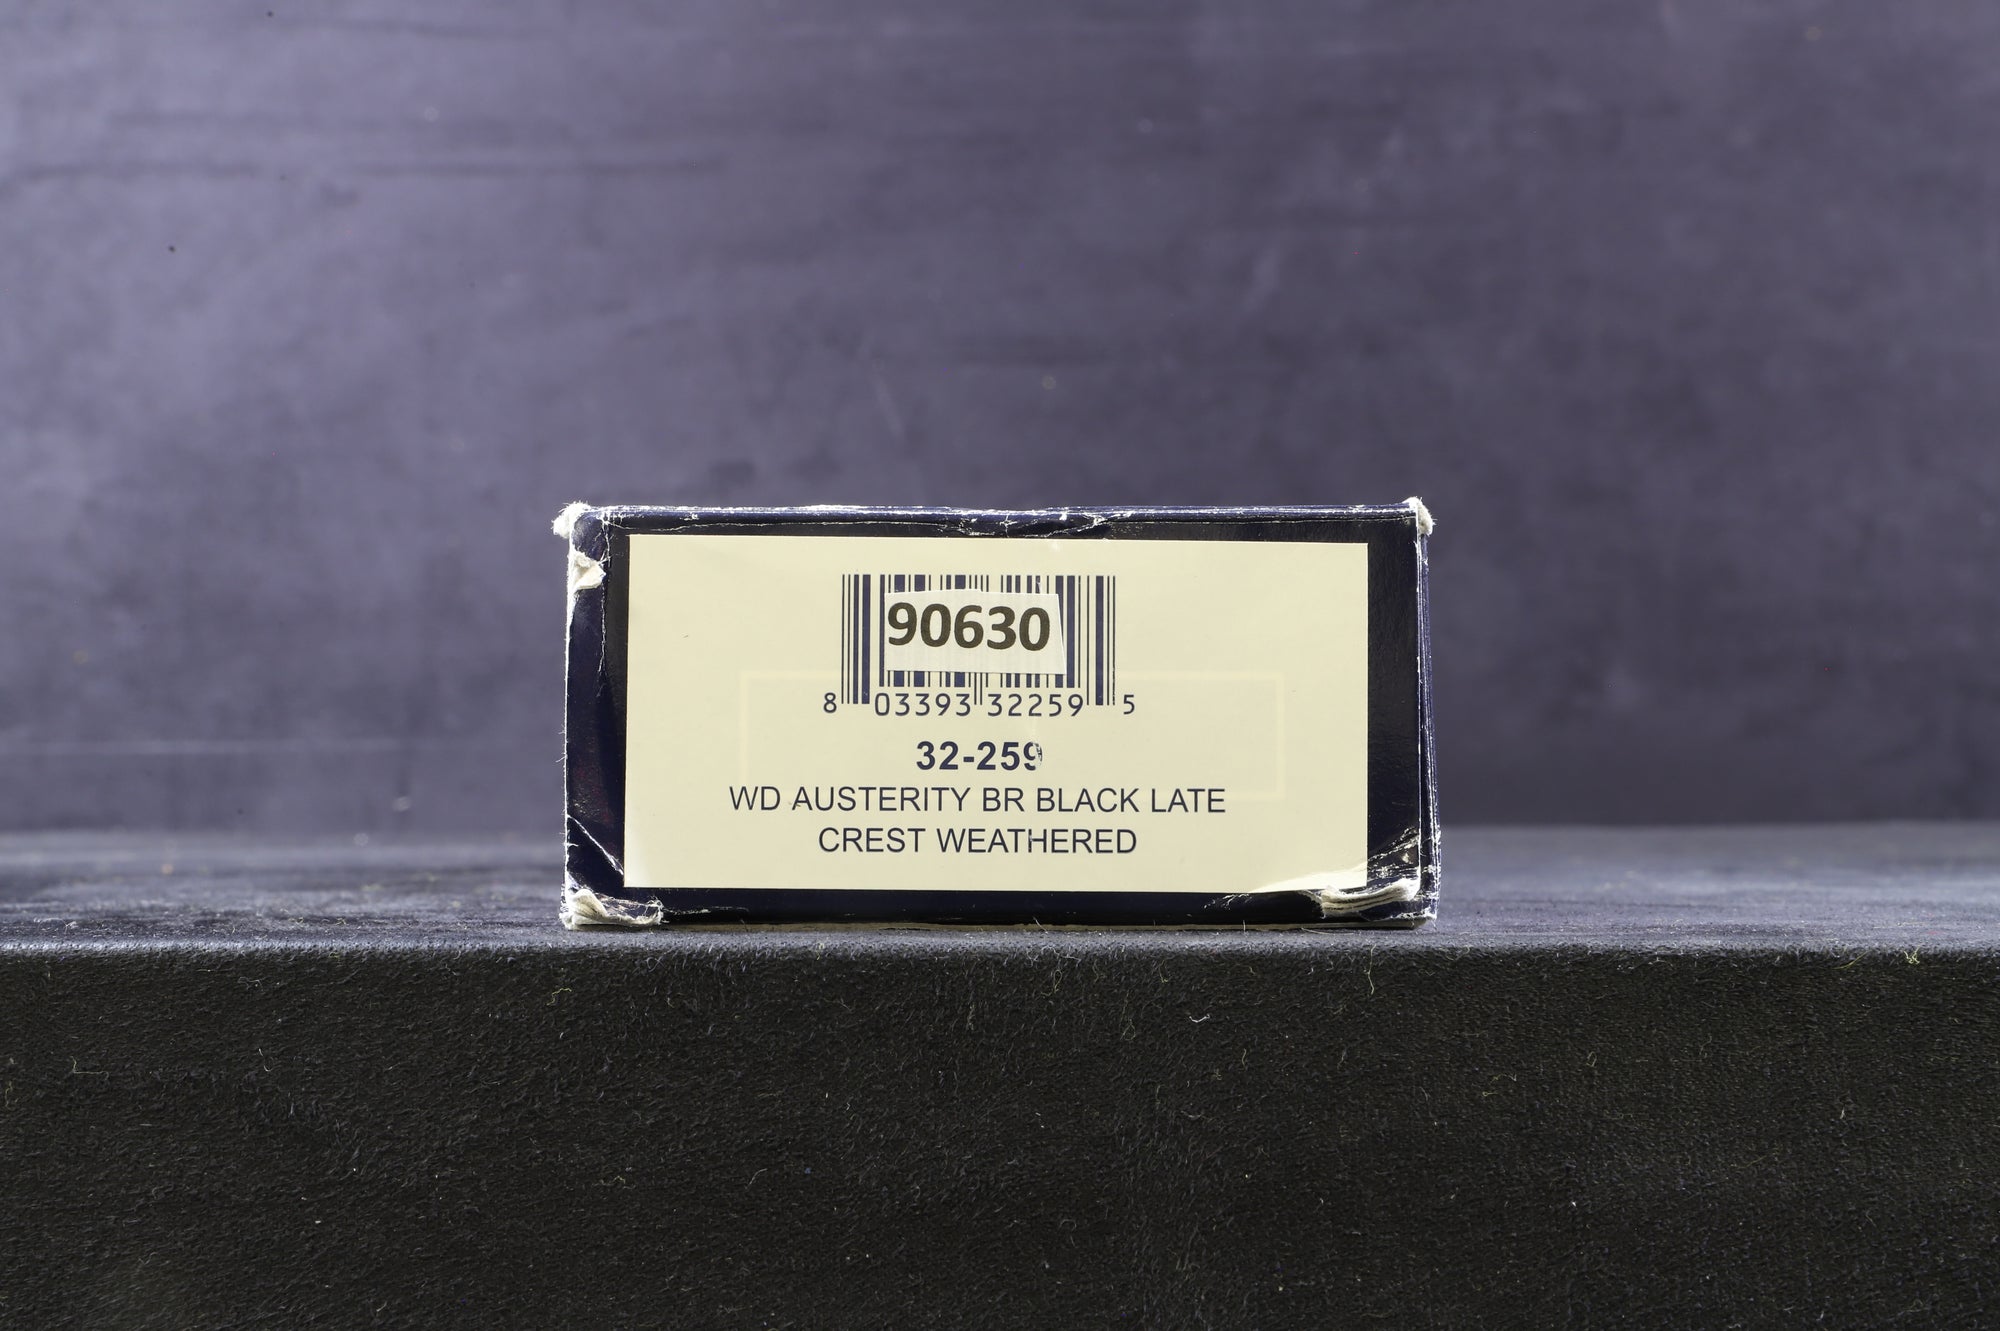 90630
8 03393 32259 5
32-259
WD AUSTERITY BR BLACK LATE
CREST WEATHERED